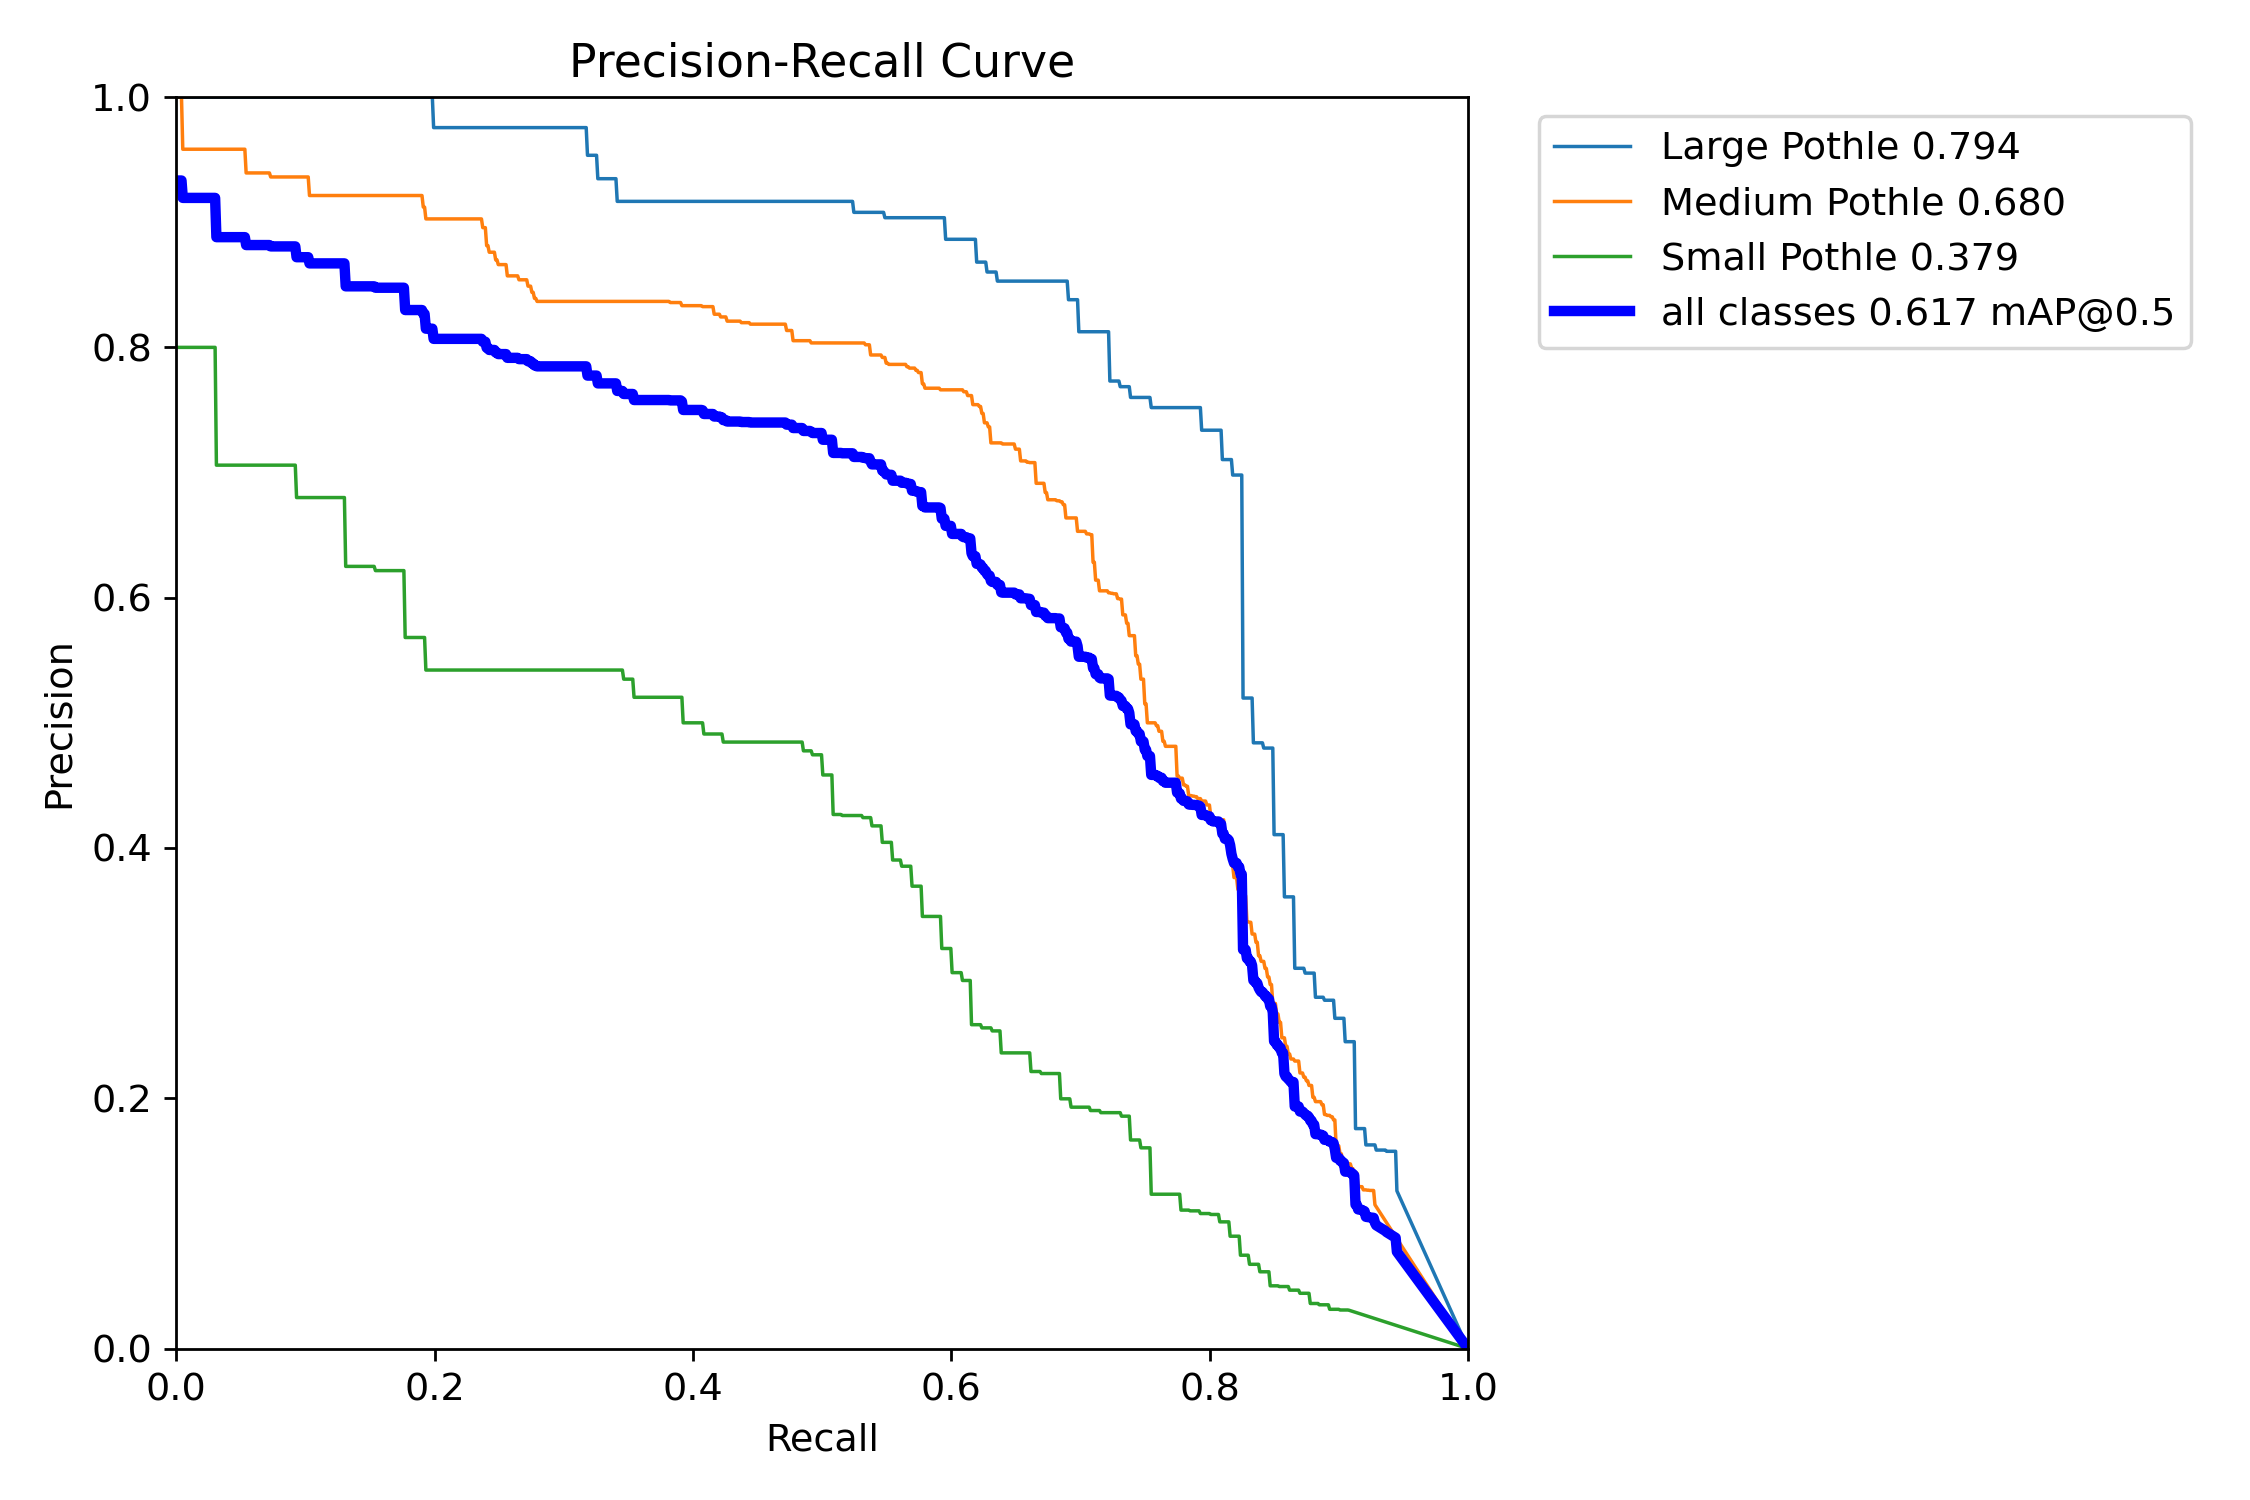 Precision-Recall Curve
1.0
0.8
0.6
0.4
0.2
0.0
Precision
0.0 0.2 0.4 0.6 0.8 1.0
Recall
Large Pothle 0.794
Medium Pothle 0.680
Small Pothle 0.379
all classes 0.617 mAP@0.5